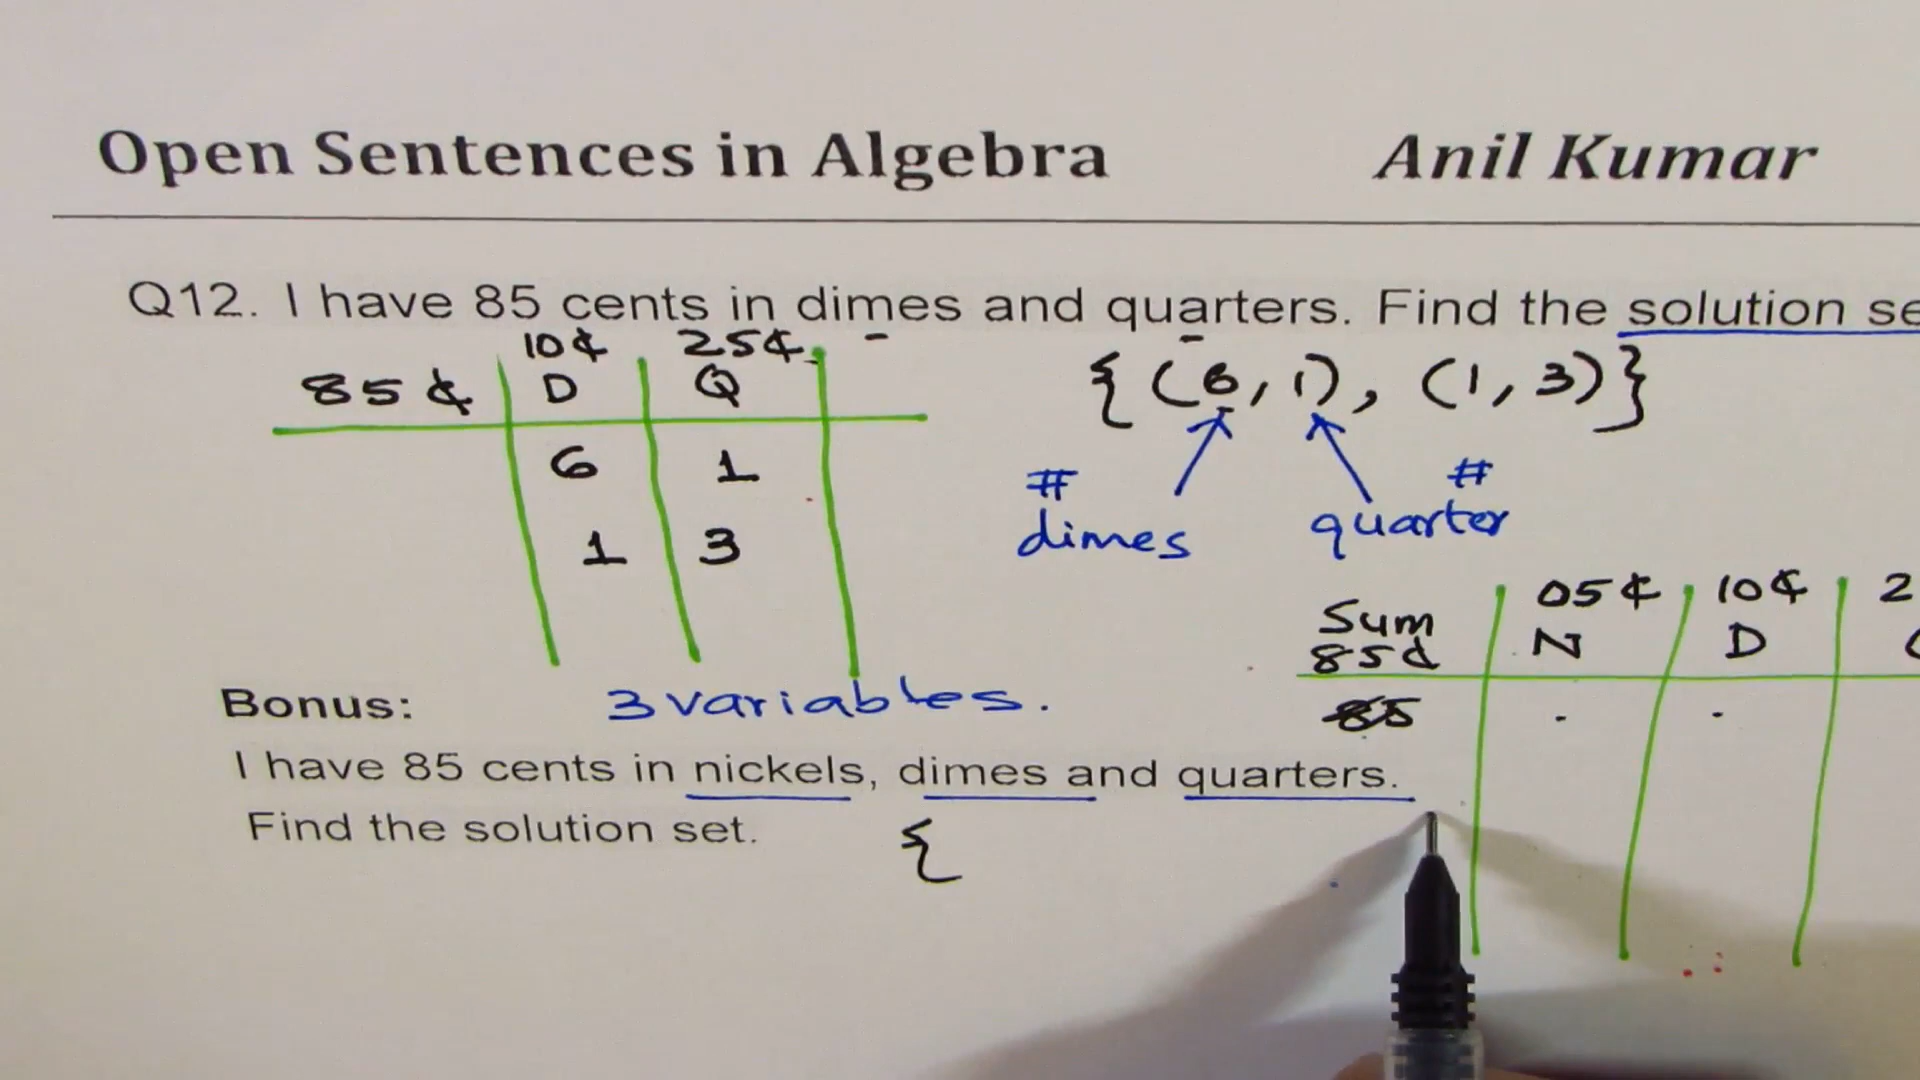 Open Sentences in Algebra Anil Kumar
Q12. I have 85 cents in dimes and quarters. Find the solution se
10¢ 25¢
85¢ D Q
{(6,1), (1,3)}
6 1
# dimes
# quarter
1 3
05¢ 10¢ 2
Sum
85¢ N D
85
Bonus: 3 variables.
I have 85 cents in nickels, dimes and quarters.
Find the solution set. {